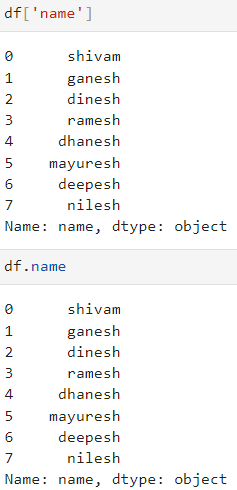 df['name']
0 shivam
1 ganesh
2 dinesh
3 ramesh
4 dhanesh
5 mayuresh
6 deepesh
7 nilesh
Name: name, dtype: object
df.name
0 shivam
1 ganesh
2 dinesh
3 ramesh
4 dhanesh
5 mayuresh
6 deepesh
7 nilesh
Name: name, dtype: object